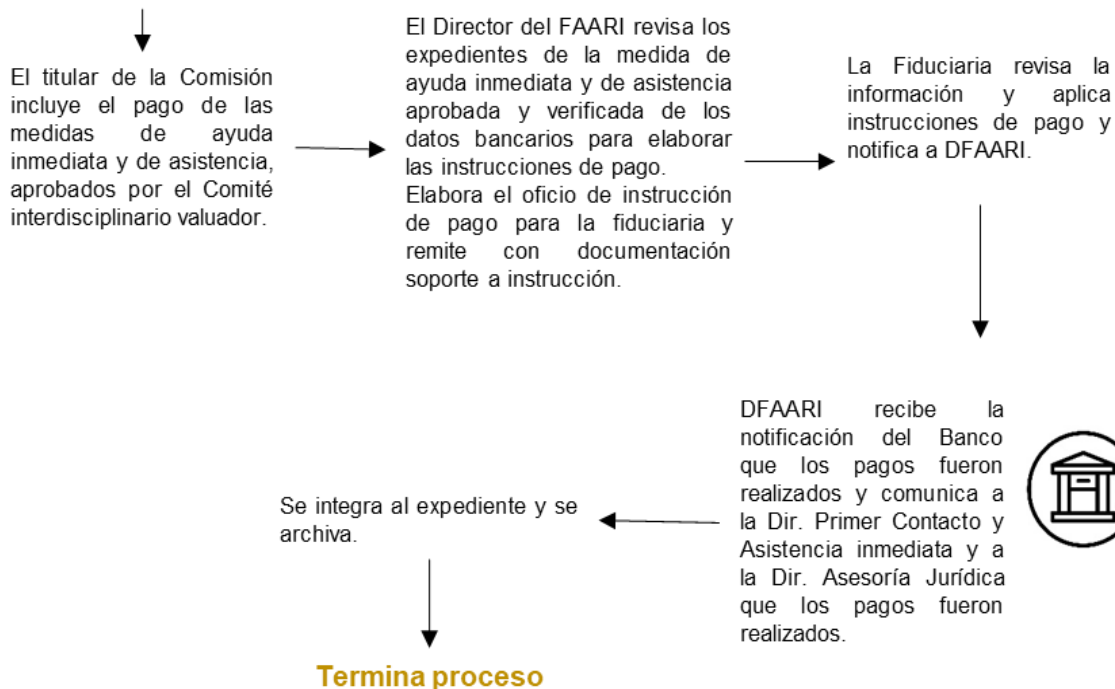 El titular de la Comisión
incluye el pago de las
medidas de ayuda
inmediata y de asistencia,
aprobados por el Comité
interdisciplinario valuador.
El Director del FAARI revisa los
expedientes de la medida de
ayuda inmediata y de asistencia
aprobada y verificada de los
datos bancarios para elaborar
las instrucciones de pago.
Elabora el oficio de instrucción
de pago para la fiduciaria y
remite con documentación
soporte a instrucción.
La Fiduciaria revisa la
información y aplica
instrucciones de pago y
notifica a DFAARI.
DFAARI recibe la
notificación del Banco
que los pagos fueron
realizados y comunica a
la Dir. Primer Contacto y
Asistencia inmediata y a
la Dir. Asesoría Jurídica
que los pagos fueron
realizados.
Se integra al expediente y se
archiva.
Termina proceso